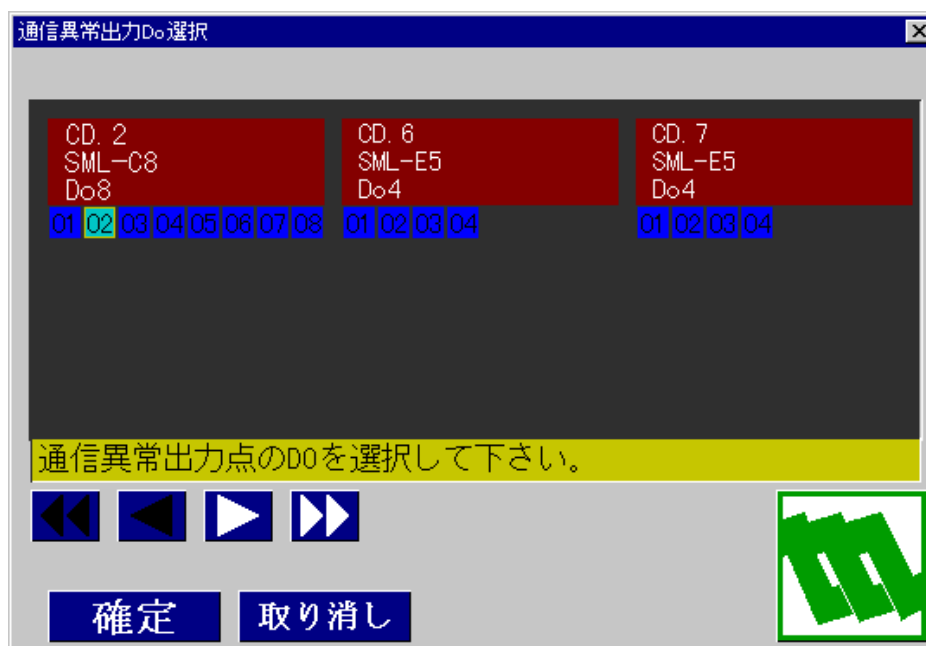 通信異常出力Do選択
CD. 2
SML-C8
Do8
01 02 03 04 05 06 07 08
CD. 6
SML-E5
Do4
01 02 03 04
CD. 7
SML-E5
Do4
01 02 03 04
通信異常出力点のDOを選択して下さい。
確定
取り消し